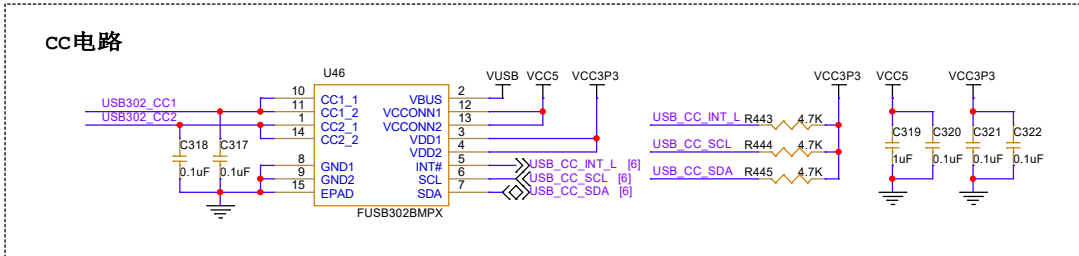 CC电路
U46
VUSB VCC5 VCC3P3
VCC3P3 VCC5 VCC3P3
USB302_CC1
USB302_CC2
10 CC1_1 VBUS 2
11 CC1_2 VCCONN1 12
1 CC2_1 VCCONN2 13
14 CC2_2 VDD1 3
VDD2 4
8 GND1 INT# 5 USB_CC_INT_L [6]
9 GND2 SCL 6 USB_CC_SCL [6]
15 EPAD SDA 7 USB_CC_SDA [6]
FUSB302BMPX
C318 C317
0.1uF 0.1uF
USB_CC_INT_L R443 4.7K
USB_CC_SCL R444 4.7K
USB_CC_SDA R445 4.7K
C319 C320 C321 C322
1uF 0.1uF 0.1uF 0.1uF